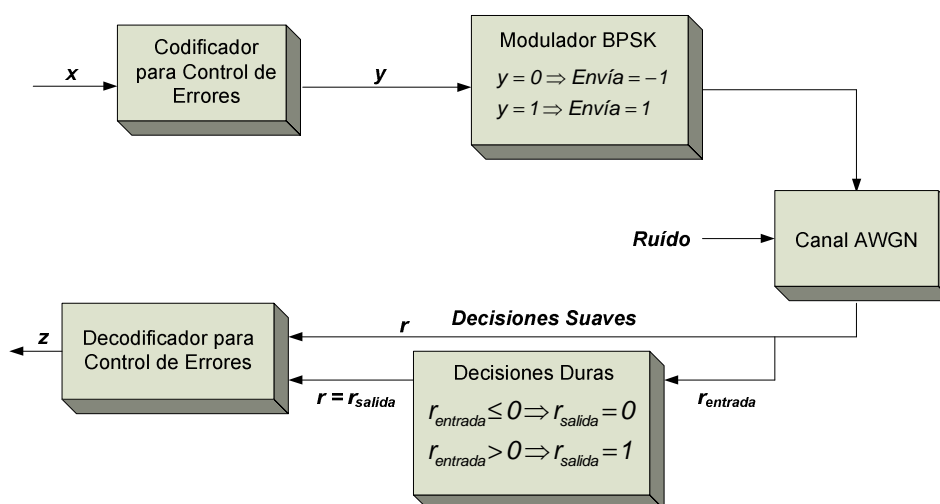 x
Codificador
para Control de
Errores
y
Modulador BPSK
y = 0 ⇒ Envía = −1
y = 1 ⇒ Envía = 1
Ruído
Canal AWGN
z
Decodificador para
Control de Errores
r
Decisiones Suaves
r = r_salida
Decisiones Duras
r_entrada ≤ 0 ⇒ r_salida = 0
r_entrada > 0 ⇒ r_salida = 1
r_entrada